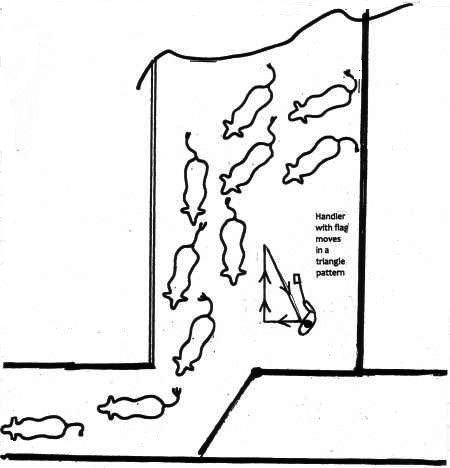 Handler
with flag
moves
in a
triangle
pattern